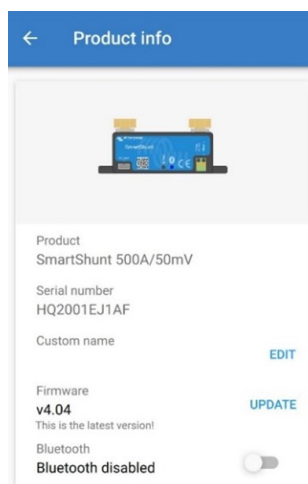 Product info
SmartShunt
Product
SmartShunt 500A/50mV
Serial number
HQ2001EJ1AF
Custom name
EDIT
Firmware
v4.04
UPDATE
This is the latest version!
Bluetooth
Bluetooth disabled